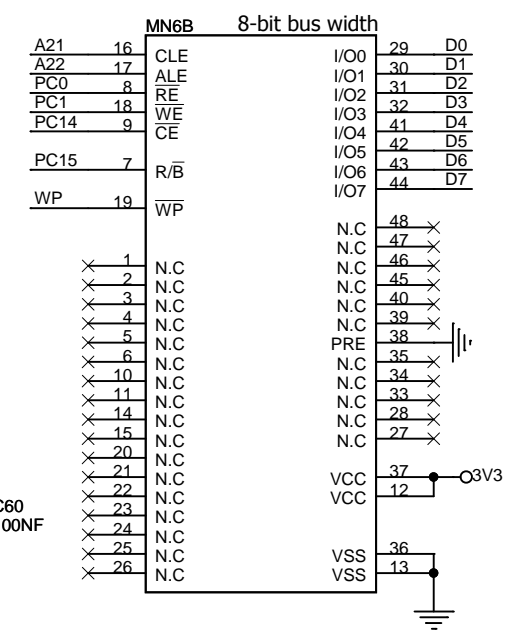 MN6B 8-bit bus width
A21 16 CLE I/O0 29 D0
A22 17 ALE I/O1 30 D1
PC0 8 RE I/O2 31 D2
PC1 18 WE I/O3 32 D3
PC14 9 CE I/O4 41 D4
I/O5 42 D5
PC15 7 R/B I/O6 43 D6
I/O7 44 D7
WP 19 WP
N.C 48
N.C 47
1 N.C N.C 46
2 N.C N.C 45
3 N.C N.C 40
4 N.C N.C 39
5 N.C PRE 38
6 N.C N.C 35
10 N.C N.C 34
11 N.C N.C 33
14 N.C N.C 28
15 N.C N.C 27
20 N.C
21 N.C VCC 37 3V3
22 N.C VCC 12
C60 23 N.C
00NF 24 N.C
25 N.C VSS 36
26 N.C VSS 13